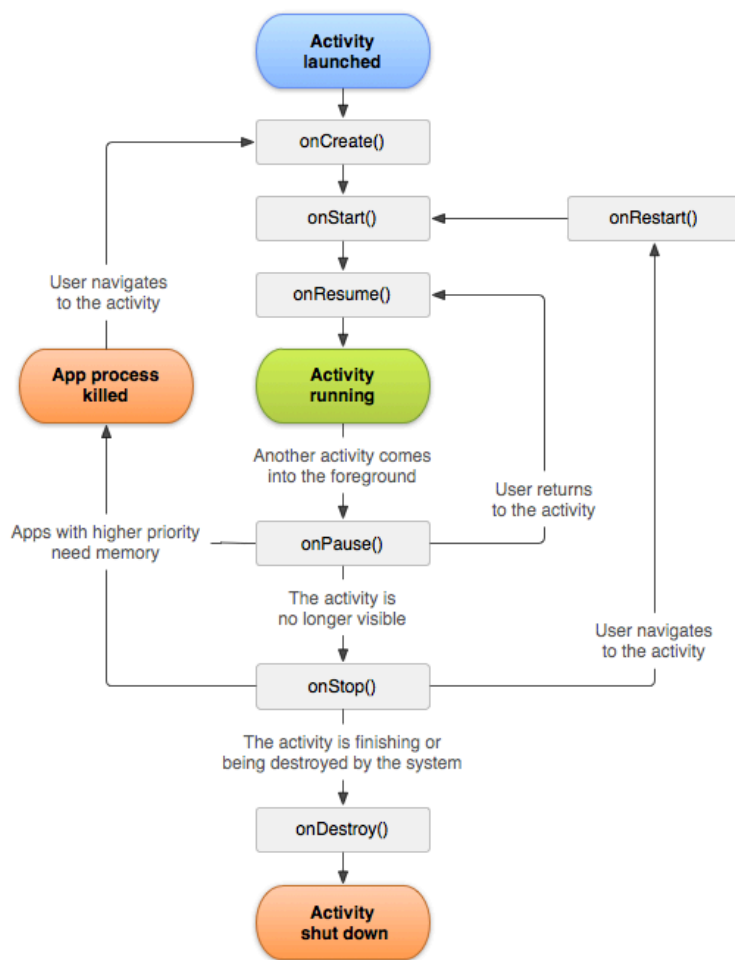 Activity
launched
onCreate()
onStart()
onRestart()
User navigates
to the activity
onResume()
App process
killed
Activity
running
Another activity comes
into the foreground
User returns
to the activity
Apps with higher priority
need memory
onPause()
The activity is
no longer visible
User navigates
to the activity
onStop()
The activity is finishing or
being destroyed by the system
onDestroy()
Activity
shut down